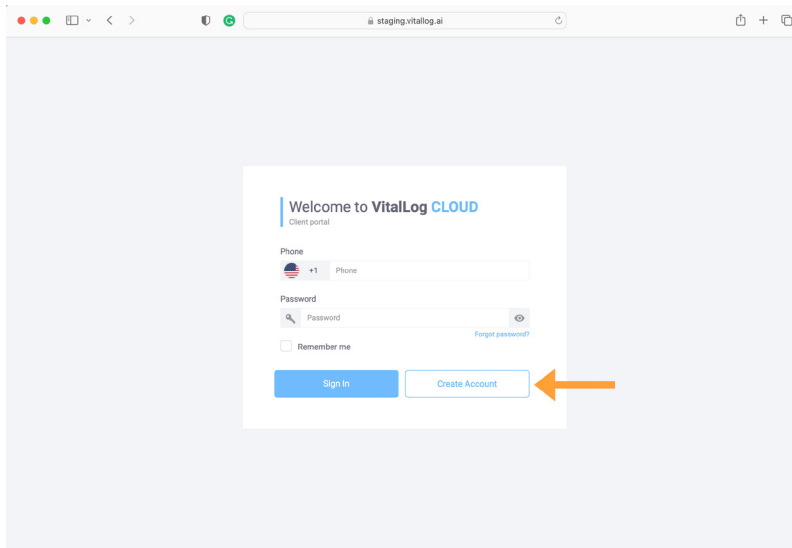 staging.vitallog.ai
Welcome to VitalLog CLOUD
Client portal
Phone
+1 Phone
Password
Password
Forgot password?
Remember me
Sign In Create Account